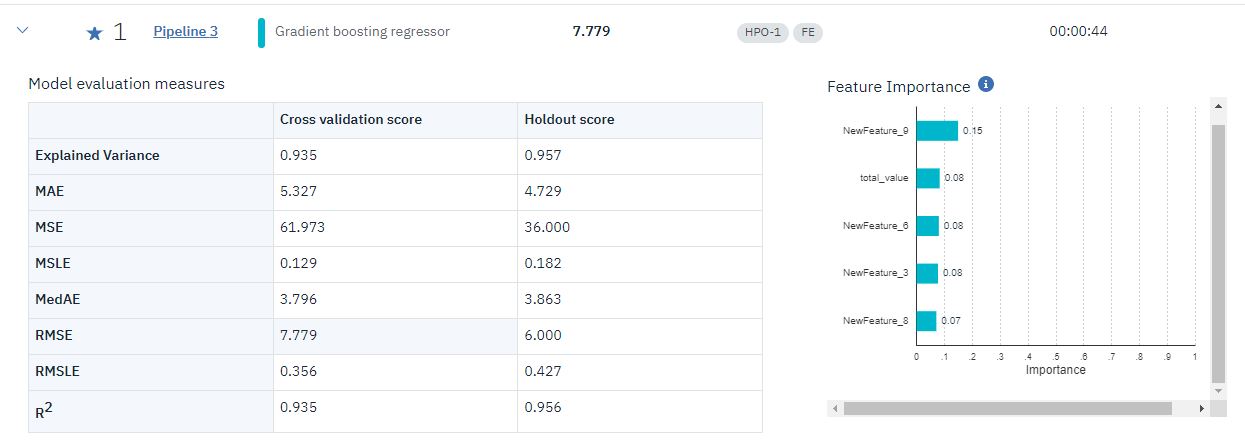 1 Pipeline 3 Gradient boosting regressor 7.779 HPO-1 FE 00:00:44
Model evaluation measures
Cross validation score Holdout score
Explained Variance 0.935 0.957
MAE 5.327 4.729
MSE 61.973 36.000
MSLE 0.129 0.182
MedAE 3.796 3.863
RMSE 7.779 6.000
RMSLE 0.356 0.427
R2 0.935 0.956
Feature Importance i
NewFeature_9 0.15
total_value 0.08
NewFeature_6 0.08
NewFeature_3 0.08
NewFeature_8 0.07
0 .1 .2 .3 .4 .5 .6 .7 .8 .9 1
Importance